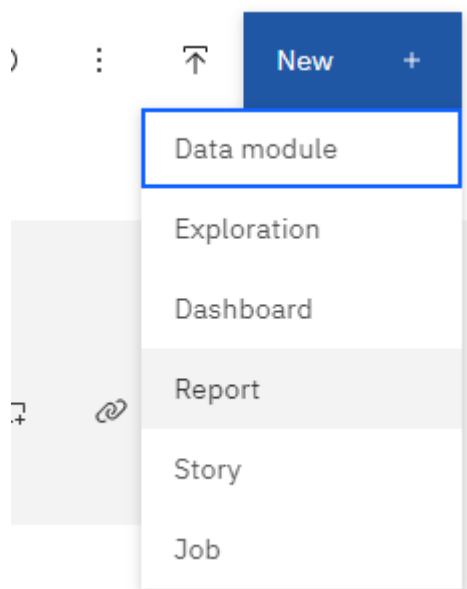 New +
Data module
Exploration
Dashboard
Report
Story
Job